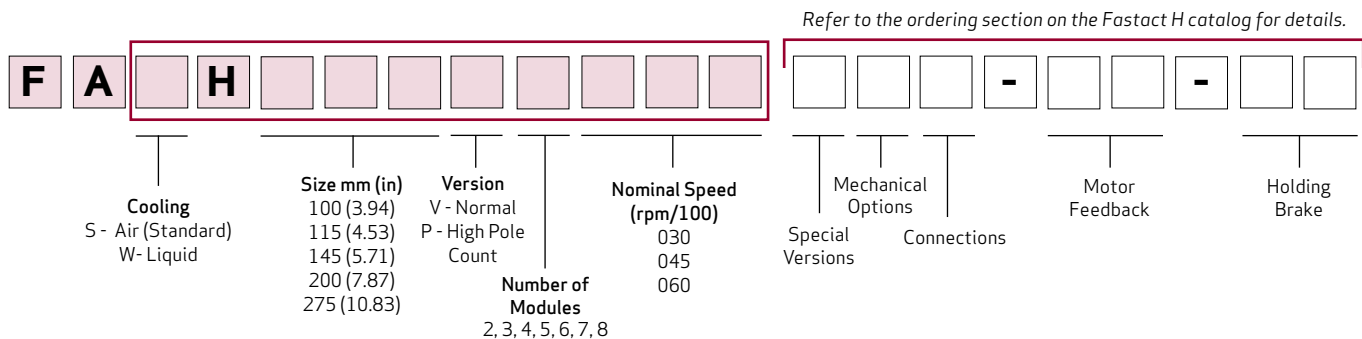 Refer to the ordering section on the Fastact H catalog for details.
F A H - -
Cooling
S - Air (Standard)
W- Liquid
Size mm (in)
100 (3.94)
115 (4.53)
145 (5.71)
200 (7.87)
275 (10.83)
Version
V - Normal
P - High Pole
Count
Number of
Modules
2, 3, 4, 5, 6, 7, 8
Nominal Speed
(rpm/100)
030
045
060
Special
Versions
Mechanical
Options
Connections
Motor
Feedback
Holding
Brake